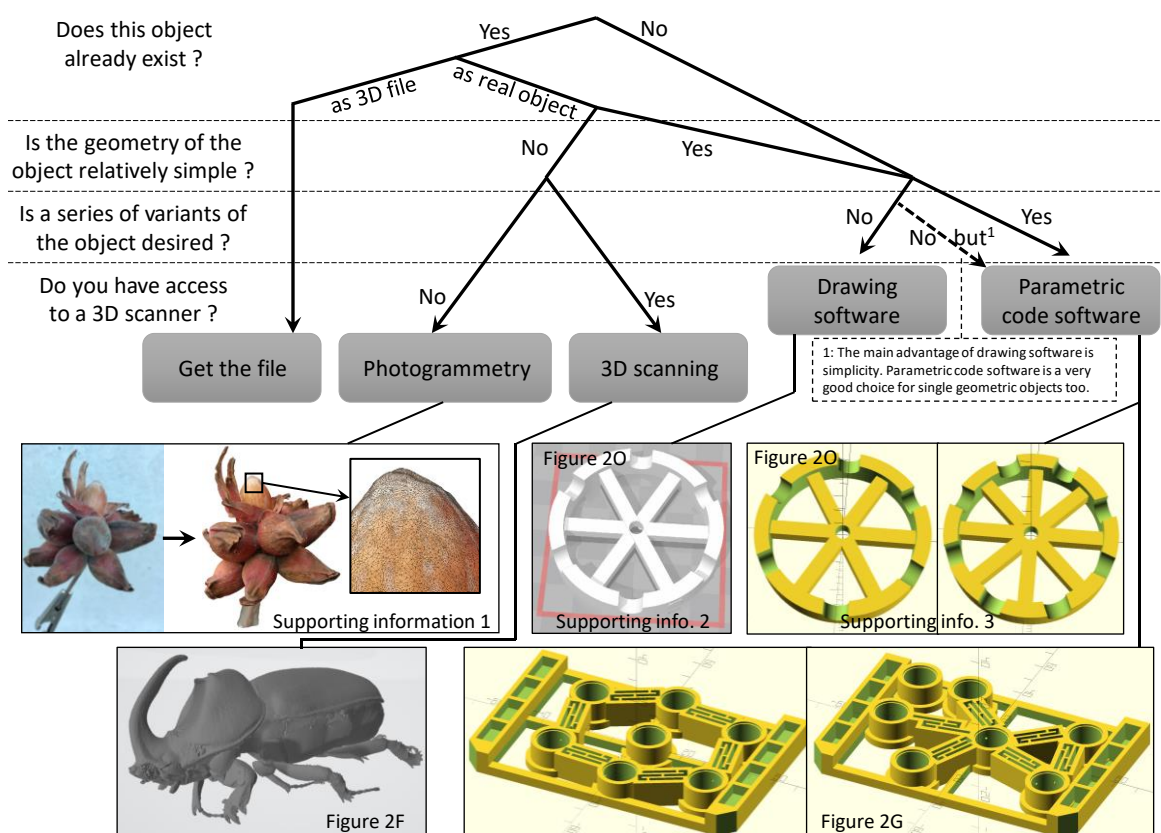 Does this object
already exist ?
Yes
No
as 3D file
as real object
Is the geometry of the
object relatively simple ?
No
Yes
Is a series of variants of
the object desired ?
No
No but¹
Yes
Do you have access
to a 3D scanner ?
No
Yes
Drawing
software
Parametric
code software
Get the file
Photogrammetry
3D scanning
1: The main advantage of drawing software is
simplicity. Parametric code software is a very
good choice for single geometric objects too.
Supporting information 1
Figure 2O
Supporting info. 2
Figure 2O
Supporting info. 3
Figure 2F
Figure 2G